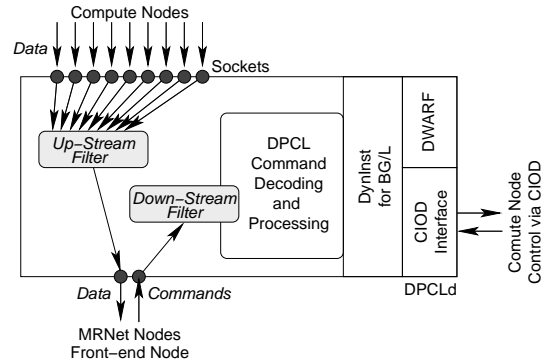 Compute Nodes
Data
Sockets
Up-Stream
Filter
DPCL
Command
Decoding
and
Processing
Down-Stream
Filter
DynInst
for BG/L
DWARF
CIOD
Interface
Comute Node
Control via CIOD
DPCLd
Data
Commands
MRNet Nodes
Front-end Node